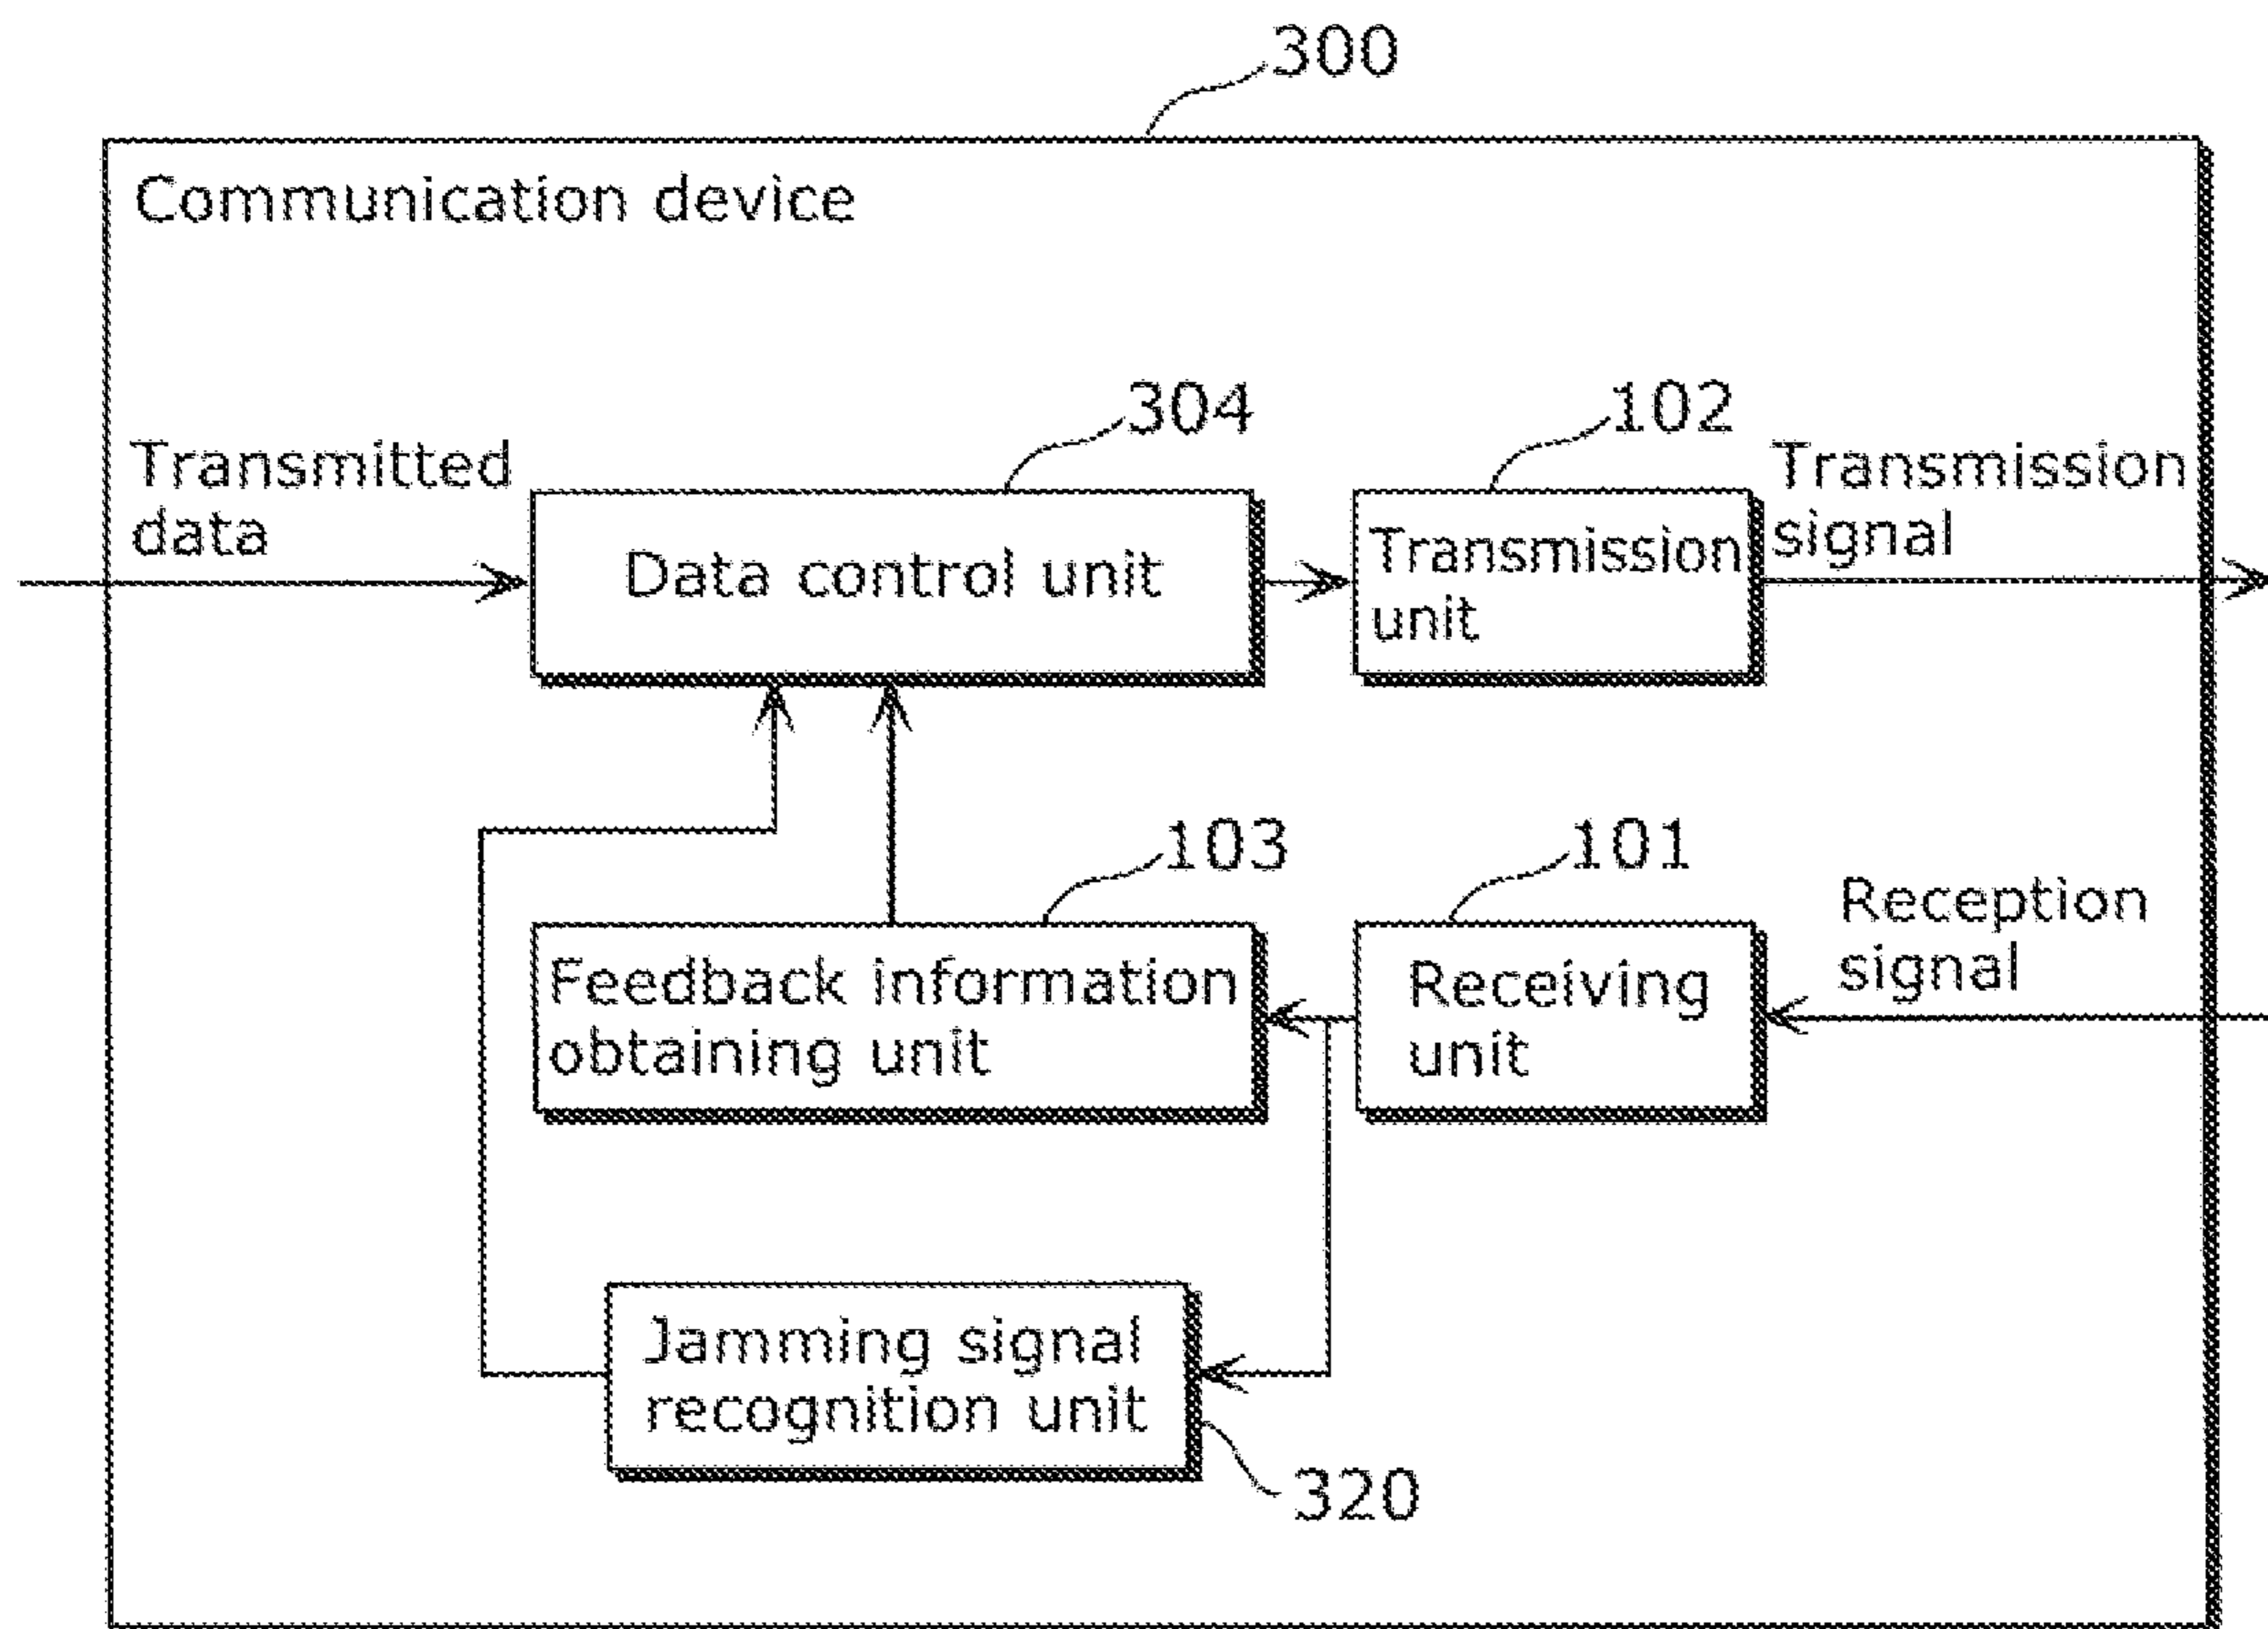 300
Communication device
304
102
Transmitted
data
Data control unit
Transmission
unit
Transmission
signal
103
101
Feedback information
obtaining unit
Receiving
unit
Reception
signal
Jamming signal
recognition unit
320